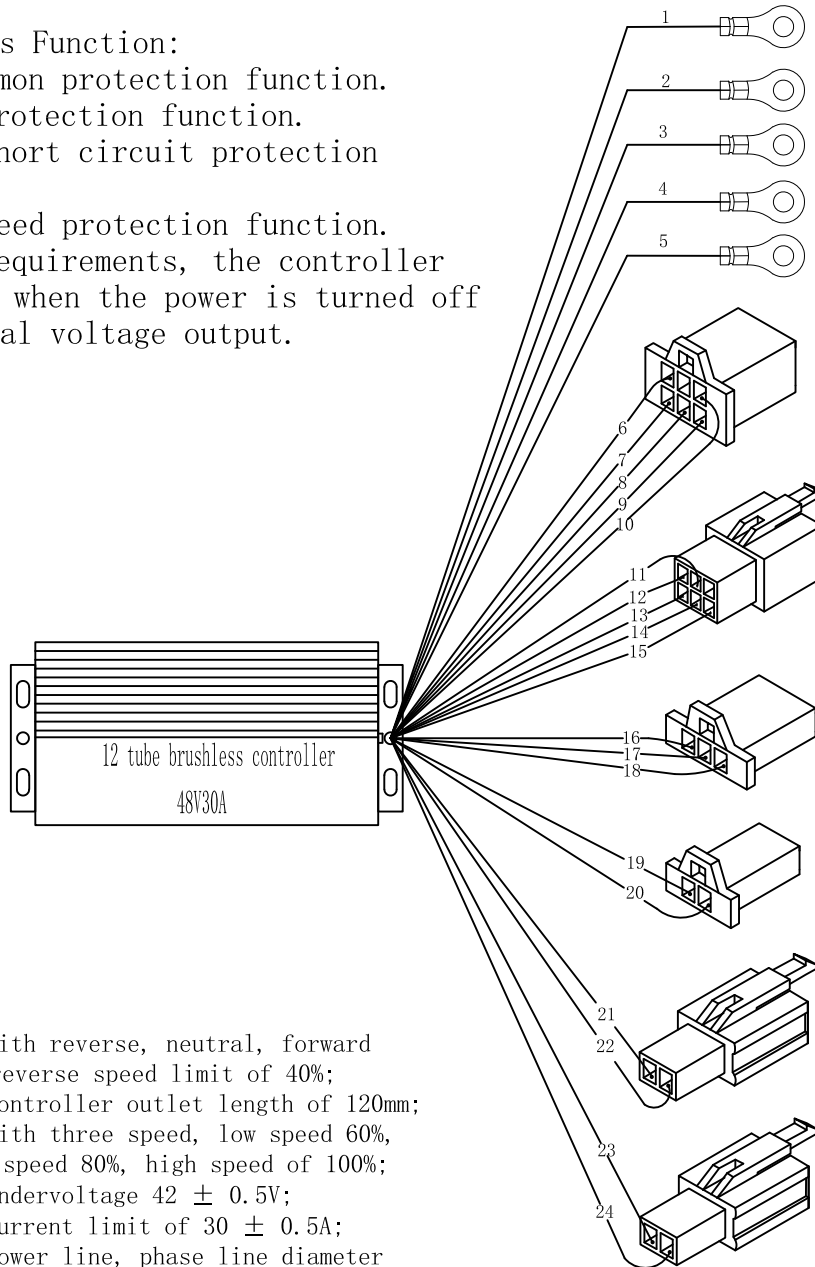 s Function:
mon protection function.
rotection function.
hort circuit protection
eed protection function.
equirements, the controller
when the power is turned off
al voltage output.
1
2
3
4
5
6
7
8
9
10
11
12
13
14
15
16
17
18
12 tube brushless controller
48V30A
19
20
21
22
23
24
ith reverse, neutral, forward
reverse speed limit of 40%;
ontroller outlet length of 120mm;
ith three speed, low speed 60%,
speed 80%, high speed of 100%;
ndervoltage 42 ± 0.5V;
urrent limit of 30 ± 0.5A;
ower line, phase line diameter